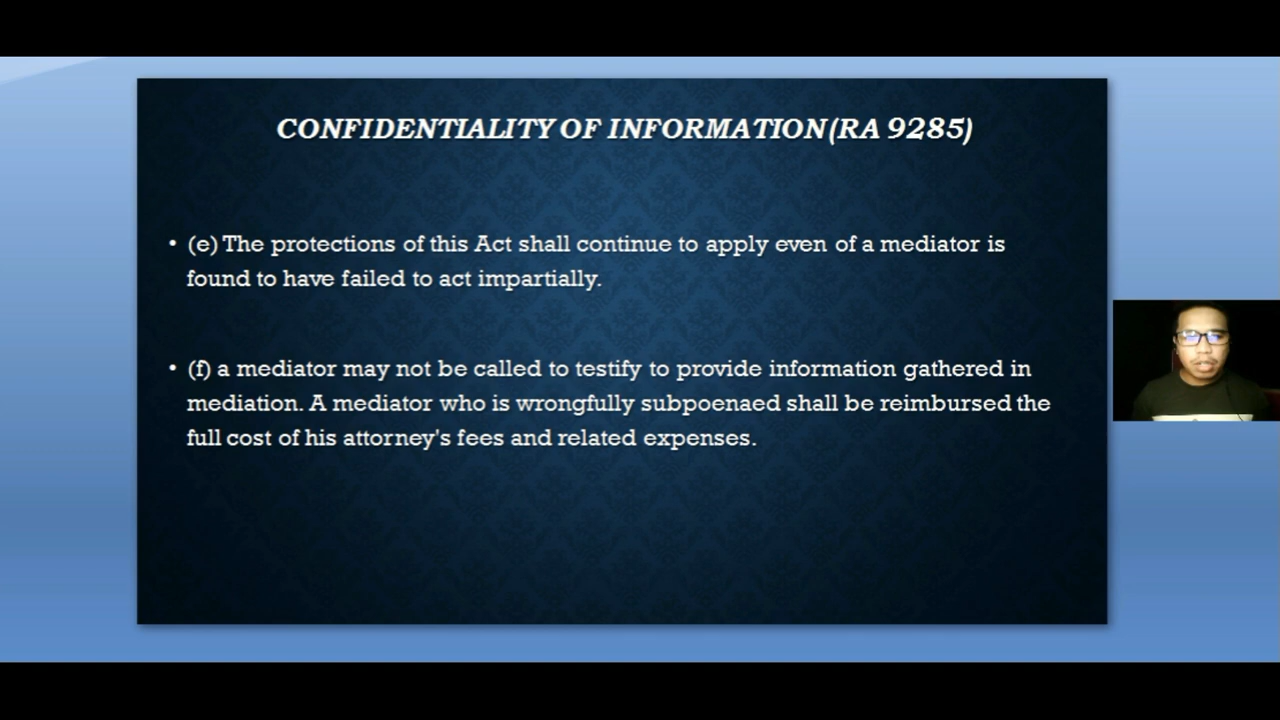 CONFIDENTIALITY OF INFORMATION(RA 9285)
• (e) The protections of this Act shall continue to apply even of a mediator is
found to have failed to act impartially.
• (f) a mediator may not be called to testify to provide information gathered in
mediation. A mediator who is wrongfully subpoenaed shall be reimbursed the
full cost of his attorney's fees and related expenses.